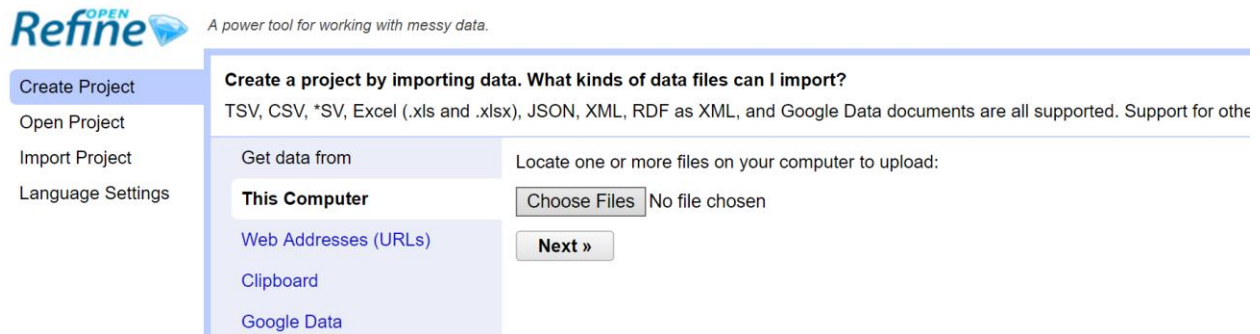 OPEN
Refine
A power tool for working with messy data.
Create Project
Open Project
Import Project
Language Settings
Create a project by importing data. What kinds of data files can I import?
TSV, CSV, *SV, Excel (.xls and .xlsx), JSON, XML, RDF as XML, and Google Data documents are all supported. Support for othe
Get data from
This Computer
Web Addresses (URLs)
Clipboard
Google Data
Locate one or more files on your computer to upload:
Choose Files No file chosen
Next »